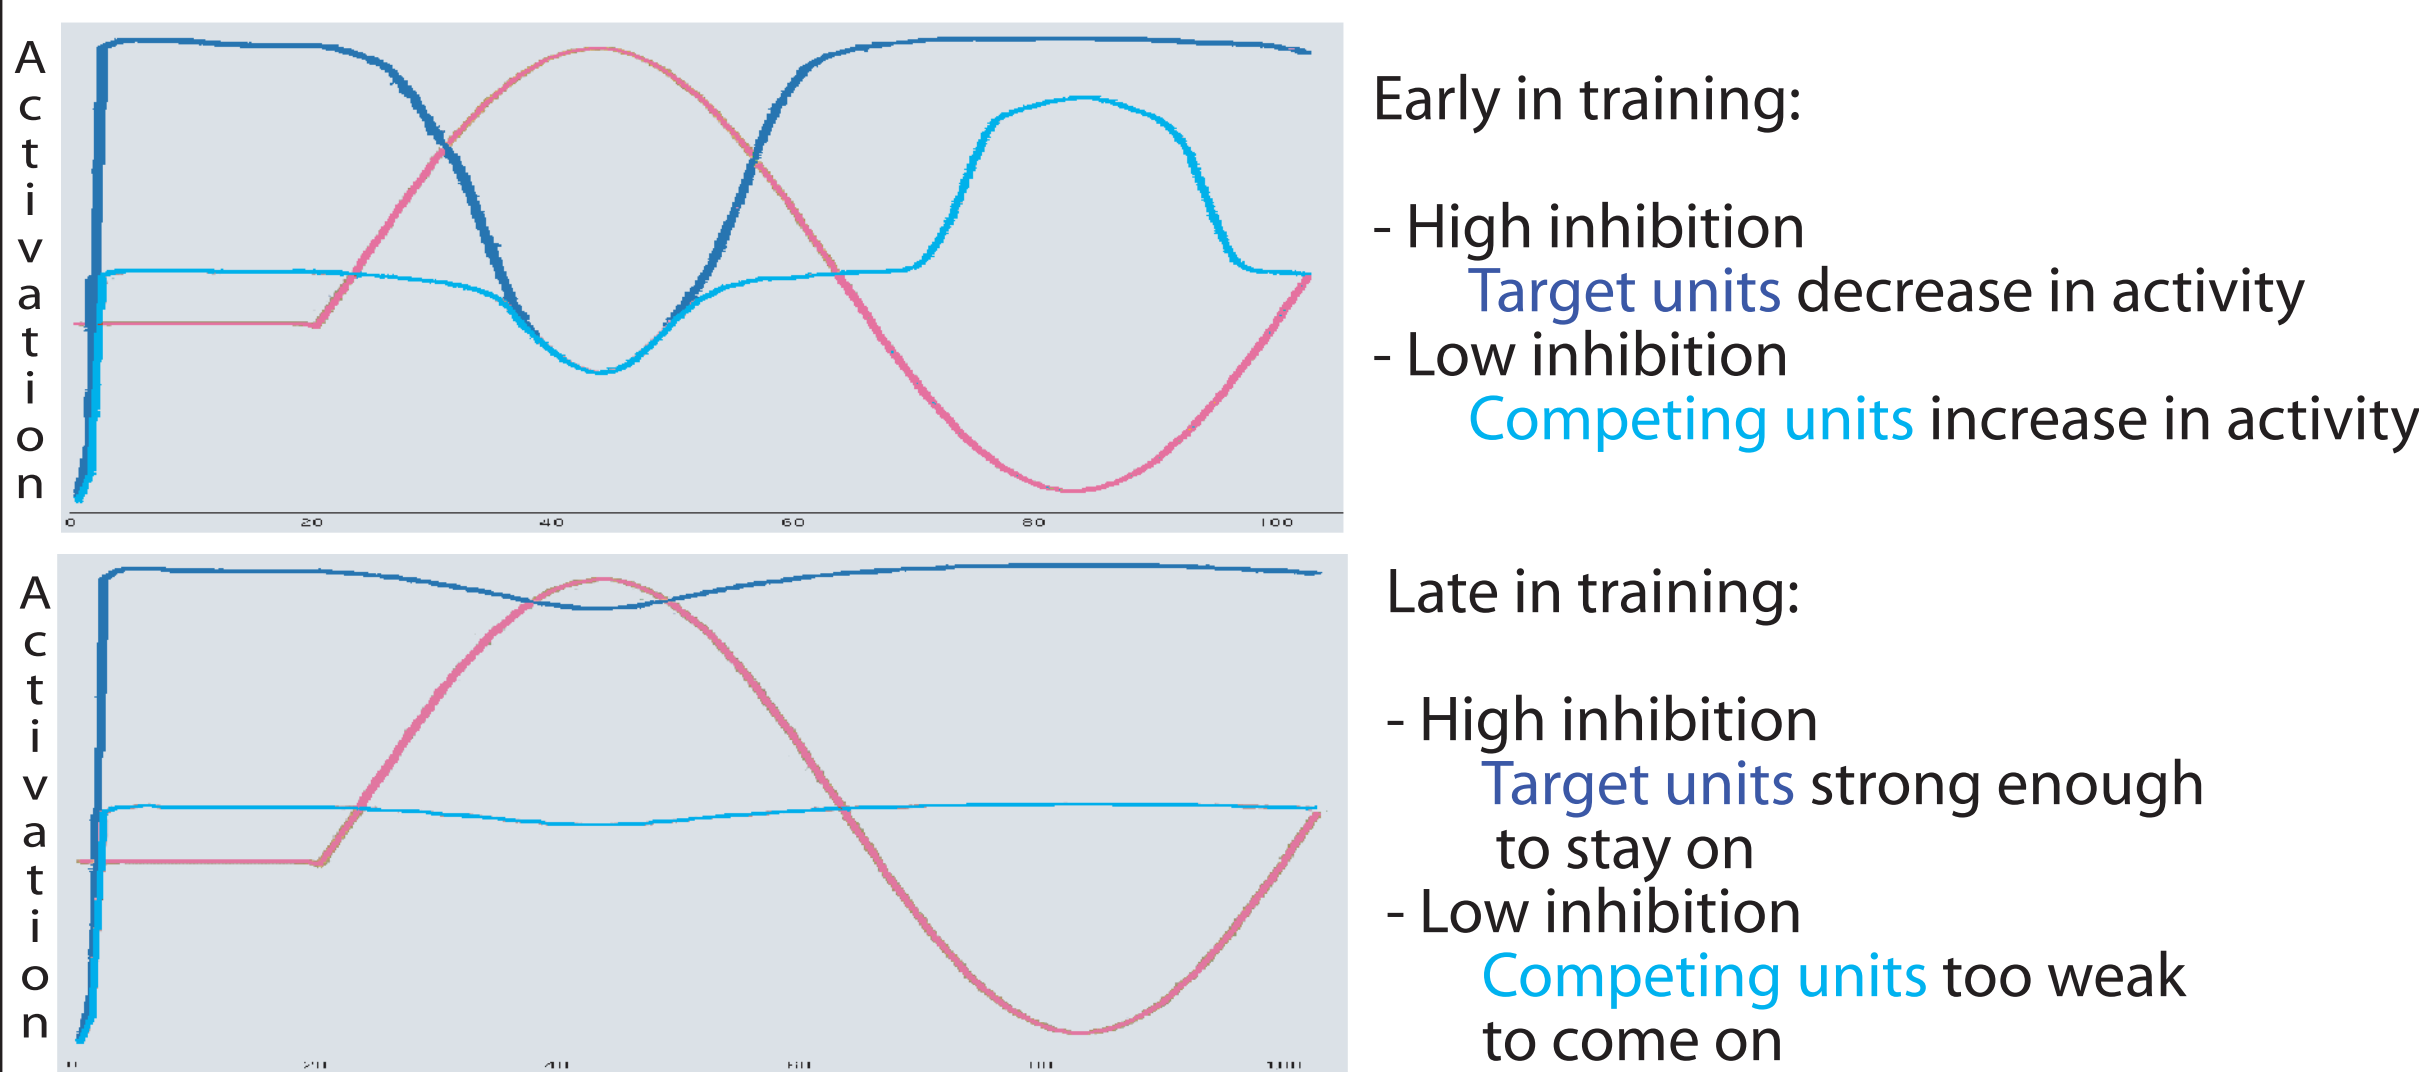 Activation
0 20 40 60 80 100
Early in training:
- High inhibition
Target units decrease in activity
- Low inhibition
Competing units increase in activity
Activation
Late in training:
- High inhibition
Target units strong enough
to stay on
- Low inhibition
Competing units too weak
to come on